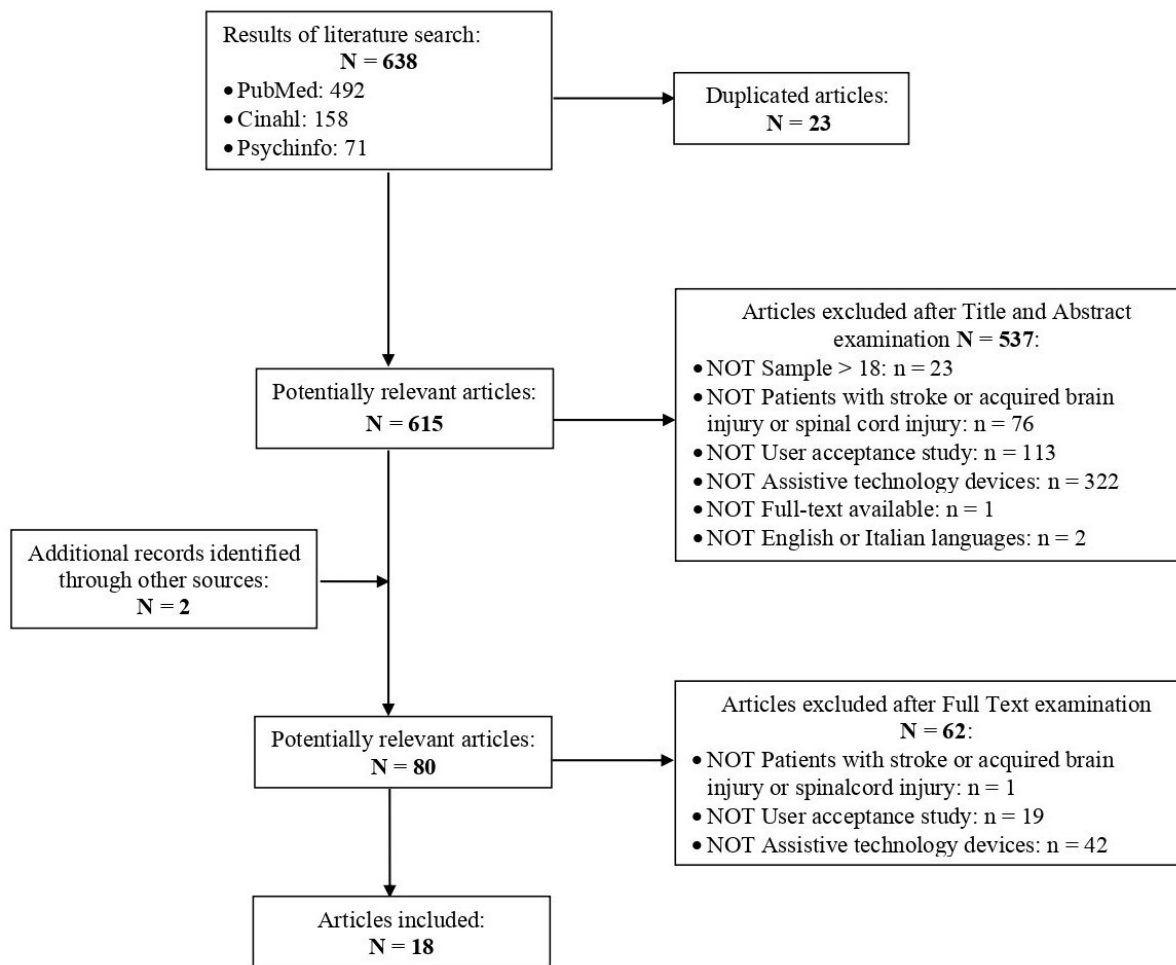 Results of literature search:
N = 638
• PubMed: 492
• Cinahl: 158
• Psychinfo: 71
Duplicated articles:
N = 23
Articles excluded after Title and Abstract
examination N = 537:
• NOT Sample > 18: n = 23
• NOT Patients with stroke or acquired brain
injury or spinal cord injury: n = 76
• NOT User acceptance study: n = 113
• NOT Assistive technology devices: n = 322
• NOT Full-text available: n = 1
• NOT English or Italian languages: n = 2
Potentially relevant articles:
N = 615
Additional records identified
through other sources:
N = 2
Potentially relevant articles:
N = 80
Articles excluded after Full Text examination
N = 62:
• NOT Patients with stroke or acquired brain
injury or spinalcord injury: n = 1
• NOT User acceptance study: n = 19
• NOT Assistive technology devices: n = 42
Articles included:
N = 18